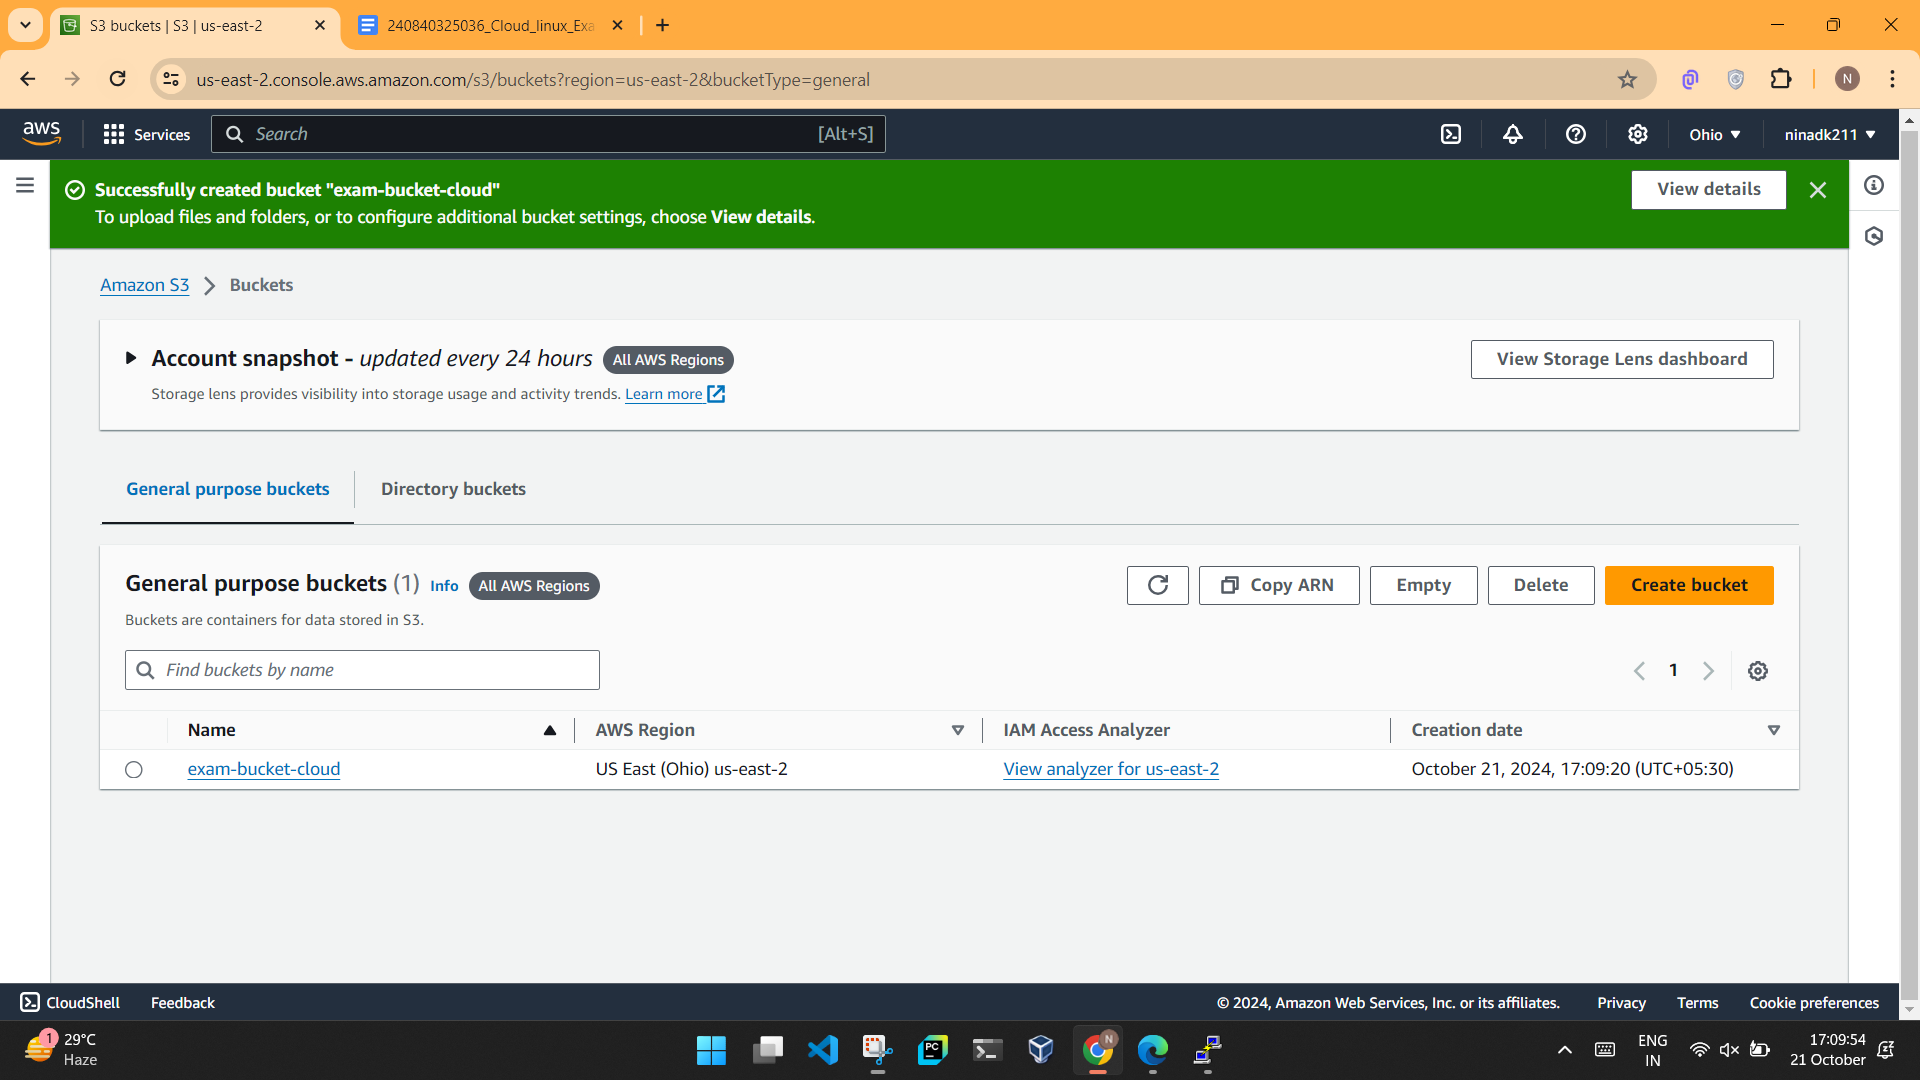 S3 buckets | S3 | us-east-2
240840325036_Cloud_linux_Exa
us-east-2.console.aws.amazon.com/s3/buckets?region=us-east-2&bucketType=general
N
aws
Services
Search
[Alt+S]
Ohio
ninadk211
Successfully created bucket "exam-bucket-cloud"
To upload files and folders, or to configure additional bucket settings, choose View details.
View details
Amazon S3
Buckets
Account snapshot - updated every 24 hours
All AWS Regions
Storage lens provides visibility into storage usage and activity trends. Learn more
View Storage Lens dashboard
General purpose buckets
Directory buckets
General purpose buckets (1)
Info
All AWS Regions
Buckets are containers for data stored in S3.
Copy ARN
Empty
Delete
Create bucket
Find buckets by name
1
Name
AWS Region
IAM Access Analyzer
Creation date
exam-bucket-cloud
US East (Ohio) us-east-2
View analyzer for us-east-2
October 21, 2024, 17:09:20 (UTC+05:30)
CloudShell
Feedback
© 2024, Amazon Web Services, Inc. or its affiliates.
Privacy
Terms
Cookie preferences
1
29°C
Haze
PC
N
ENG
IN
17:09:54
21 October